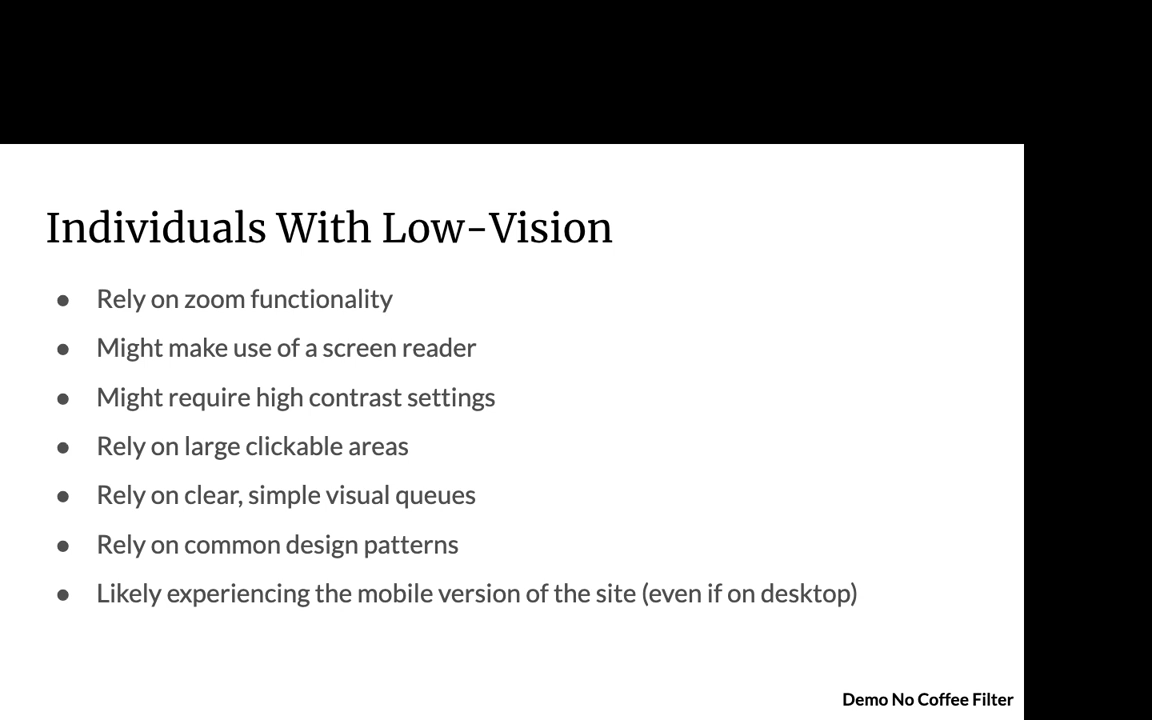 Individuals With Low-Vision
● Rely on zoom functionality
● Might make use of a screen reader
● Might require high contrast settings
● Rely on large clickable areas
● Rely on clear, simple visual queues
● Rely on common design patterns
● Likely experiencing the mobile version of the site (even if on desktop)
Demo No Coffee Filter